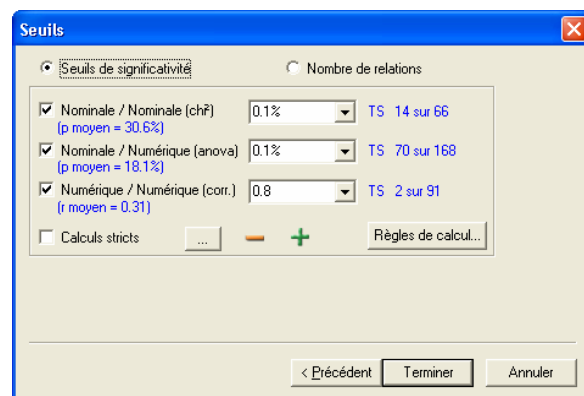 Seuils
Seuils de significativité Nombre de relations
Nominale / Nominale (chi²) 0.1% TS 14 sur 66
(p moyen = 30.6%)
Nominale / Numérique (anova) 0.1% TS 70 sur 168
(p moyen = 18.1%)
Numérique / Numérique (corr.) 0.8 TS 2 sur 91
(r moyen = 0.31)
Calculs stricts ... Règles de calcul...
< Précédent Terminer Annuler